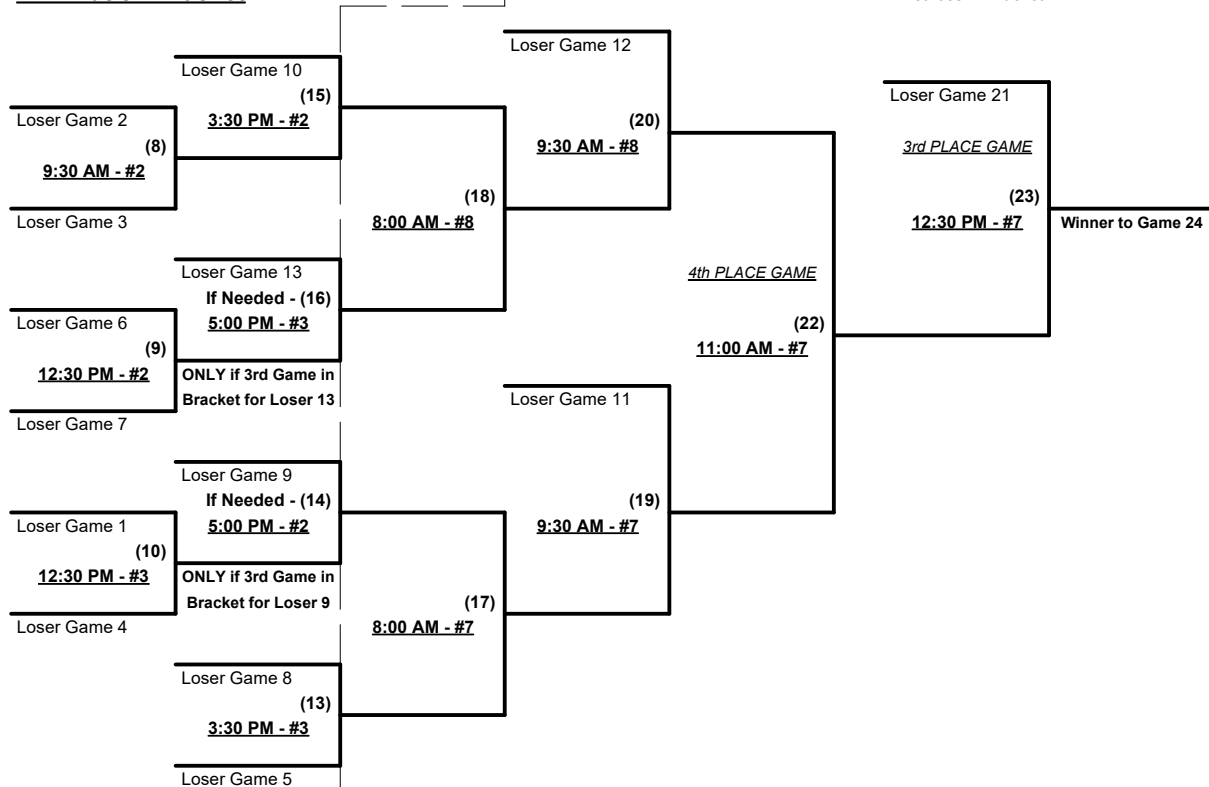 Loser Game 12
Loser Game 10
(15)
3:30 PM - #2
Loser Game 2
(8)
9:30 AM - #2
Loser Game 3
(20)
9:30 AM - #8
Loser Game 21
3rd PLACE GAME
(23)
12:30 PM - #7
Winner to Game 24
(18)
8:00 AM - #8
Loser Game 13
If Needed - (16)
5:00 PM - #3
Loser Game 6
(9)
12:30 PM - #2
ONLY if 3rd Game in
Bracket for Loser 13
Loser Game 7
4th PLACE GAME
(22)
11:00 AM - #7
Loser Game 11
Loser Game 9
If Needed - (14)
5:00 PM - #2
Loser Game 1
(10)
12:30 PM - #3
ONLY if 3rd Game in
Bracket for Loser 9
Loser Game 4
(19)
9:30 AM - #7
(17)
8:00 AM - #7
Loser Game 8
(13)
3:30 PM - #3
Loser Game 5